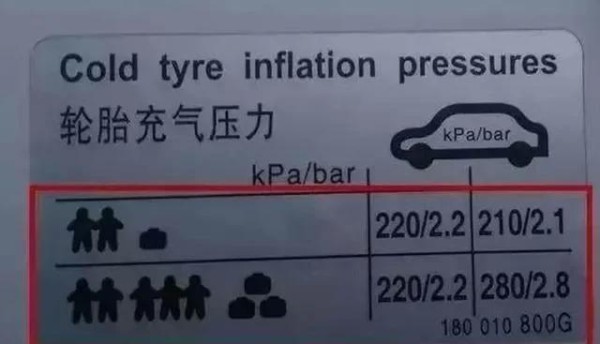 Cold tyre inflation pressures
轮胎充气压力
kPa/bar
kPa/bar
220/2.2 210/2.1
220/2.2 280/2.8
180 010 800G